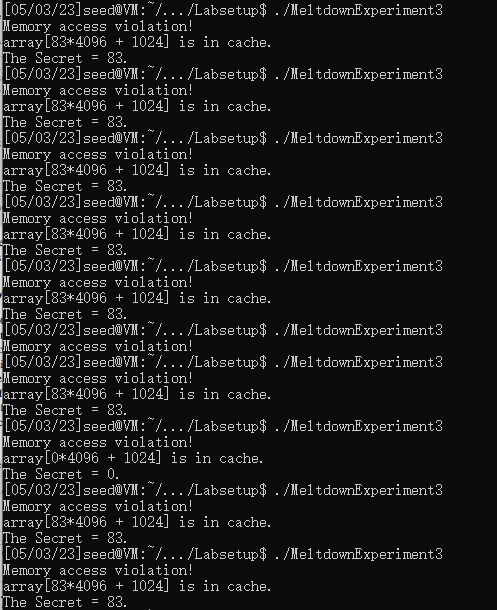 [05/03/23]seed@VM:~/.../Labsetup$ ./MeltdownExperiment3
Memory access violation!
array[83*4096 + 1024] is in cache.
The Secret = 83.
[05/03/23]seed@VM:~/.../Labsetup$ ./MeltdownExperiment3
Memory access violation!
array[83*4096 + 1024] is in cache.
The Secret = 83.
[05/03/23]seed@VM:~/.../Labsetup$ ./MeltdownExperiment3
Memory access violation!
array[83*4096 + 1024] is in cache.
The Secret = 83.
[05/03/23]seed@VM:~/.../Labsetup$ ./MeltdownExperiment3
Memory access violation!
array[83*4096 + 1024] is in cache.
The Secret = 83.
[05/03/23]seed@VM:~/.../Labsetup$ ./MeltdownExperiment3
Memory access violation!
array[83*4096 + 1024] is in cache.
The Secret = 83.
[05/03/23]seed@VM:~/.../Labsetup$ ./MeltdownExperiment3
Memory access violation!
[05/03/23]seed@VM:~/.../Labsetup$ ./MeltdownExperiment3
Memory access violation!
array[83*4096 + 1024] is in cache.
The Secret = 83.
[05/03/23]seed@VM:~/.../Labsetup$ ./MeltdownExperiment3
Memory access violation!
array[0*4096 + 1024] is in cache.
The Secret = 0.
[05/03/23]seed@VM:~/.../Labsetup$ ./MeltdownExperiment3
Memory access violation!
array[83*4096 + 1024] is in cache.
The Secret = 83.
[05/03/23]seed@VM:~/.../Labsetup$ ./MeltdownExperiment3
Memory access violation!
array[83*4096 + 1024] is in cache.
The Secret = 83.